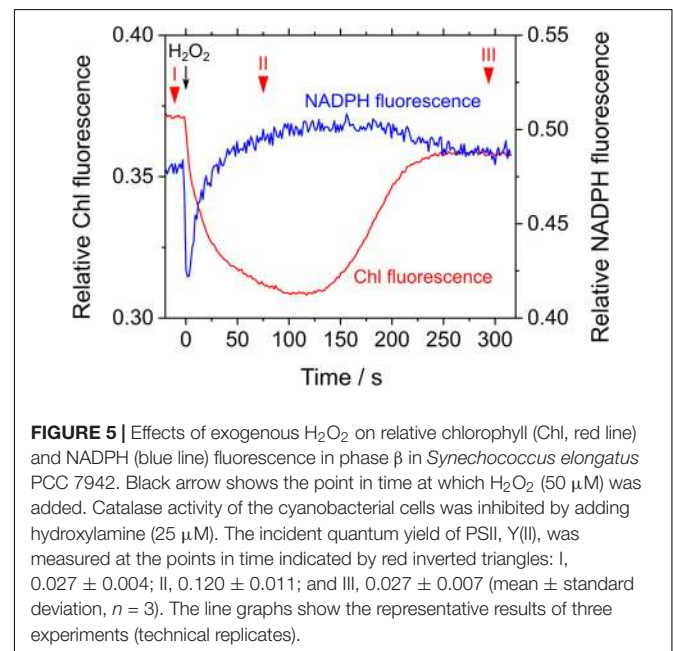 0.40
0.35
0.30
Relative Chl fluorescence
H₂O₂
I
II
III
NADPH fluorescence
Chl fluorescence
0.55
0.50
0.45
0.40
Relative NADPH fluorescence
0 50 100 150 200 250 300
Time / s
FIGURE 5 | Effects of exogenous H₂O₂ on relative chlorophyll (Chl, red line)
and NADPH (blue line) fluorescence in phase β in Synechococcus elongatus
PCC 7942. Black arrow shows the point in time at which H₂O₂ (50 μM) was
added. Catalase activity of the cyanobacterial cells was inhibited by adding
hydroxylamine (25 μM). The incident quantum yield of PSII, Y(II), was
measured at the points in time indicated by red inverted triangles: I,
0.027 ± 0.004; II, 0.120 ± 0.011; and III, 0.027 ± 0.007 (mean ± standard
deviation, n = 3). The line graphs show the representative results of three
experiments (technical replicates).